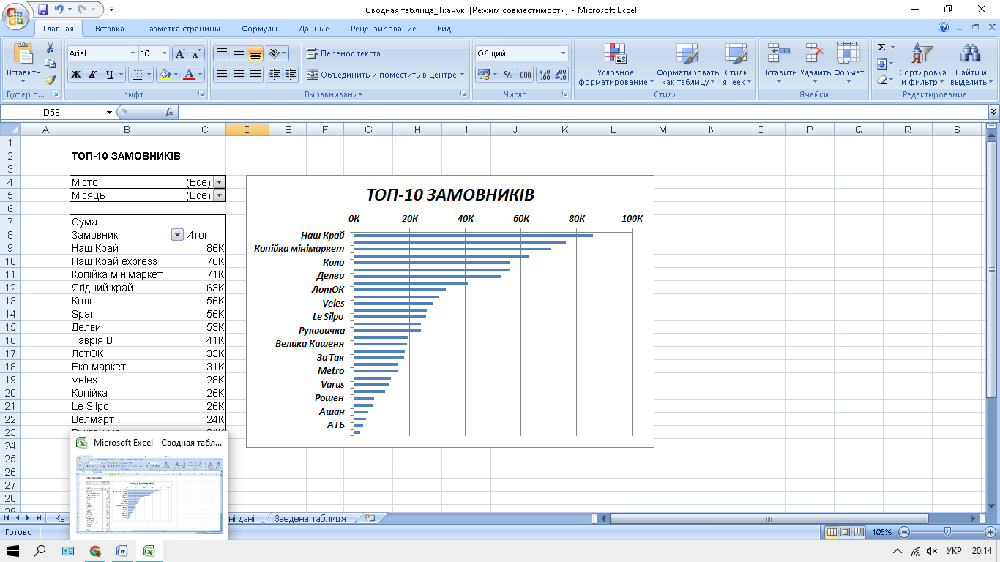 Сводная таблица_Ткачук [Режим совместимости] - Microsoft Excel
Главная Вставка Разметка страницы Формулы Данные Рецензирование Вид
Вставить
Буфер о...
Arial 10
Ж К Ч
Шрифт
Перенос текста
Объединить и поместить в центре
Выравнивание
Общий
% 000
Число
Условное форматирование
Форматировать как таблицу
Стили ячеек
Стили
Вставить Удалить Формат
Ячейки
Сортировка и фильтр
Найти и выделить
Редактирование
D53 fx
A B C D E F G H I J K L M N O P Q R S
1
2 ТОП-10 ЗАМОВНИКІВ
3
4 Місто (Все)
5 Місяць (Все)
6
7 Сума
8 Замовник Итог
9 Наш Край 86K
10 Наш Край express 76K
11 Копійка мінімаркет 71K
12 Ягідний край 63K
13 Коло 56K
14 Spar 56K
15 Делви 53K
16 Таврія В 41K
17 ЛотОК 33K
18 Еко маркет 31K
19 Veles 28K
20 Копійка 26K
21 Le Silpo 26K
22 Велмарт 24K
23
24
25
26
27
28
29
ТОП-10 ЗАМОВНИКІВ
0K 20K 40K 60K 80K 100K
Наш Край
Копійка мінімаркет
Коло
Делви
ЛотОК
Veles
Le Silpo
Рукавичка
Велика Кишеня
За Так
Metro
Varus
Рошен
Ашан
АТБ
Microsoft Excel - Сводная табл...
Кат ні дані Зведена таблиця
Готово 105%
УКР 20:14